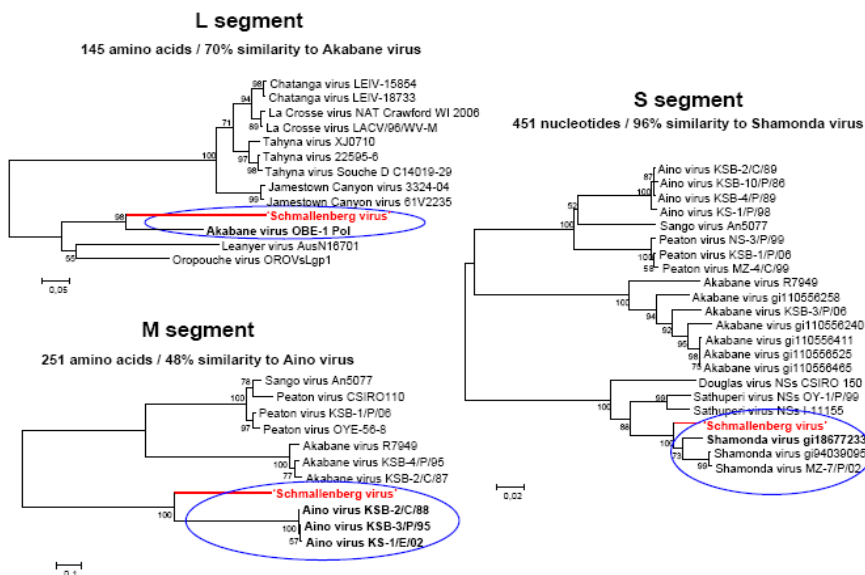 L segment
145 amino acids / 70% similarity to Akabane virus
98
Chatanga virus LEIV-15854
Chatanga virus LEIV-18733
94
La Crosse virus NAT Crawford WI 2006
89
La Crosse virus LACV/96/WV-M
71
Tahyna virus XJ0710
97
Tahyna virus 22595-6
98
Tahyna virus Souche D C14019-29
100
Jamestown Canyon virus 3324-04
99
Jamestown Canyon virus 61V2235
98
'Schmallenberg virus'
Akabane virus OBE-1 Pol
Leanyer virus AusN16701
55
Oropouche virus OROVsLgp1
0,05
M segment
251 amino acids / 48% similarity to Aino virus
78
Sango virus An5077
Peaton virus CSIRO110
100
Peaton virus KSB-1/P/06
97
Peaton virus OYE-56-8
Akabane virus R7949
100
Akabane virus KSB-4/P/95
77
Akabane virus KSB-2/C/87
'Schmallenberg virus'
100
Aino virus KSB-2/C/88
100
Aino virus KSB-3/P/95
57
Aino virus KS-1/E/02
0.1
S segment
451 nucleotides / 96% similarity to Shamonda virus
87
Aino virus KSB-2/C/89
Aino virus KSB-10/P/86
100
Aino virus KSB-4/P/89
52
Aino virus KS-1/P/98
100
Sango virus An5077
Peaton virus NS-3/P/99
100
Peaton virus KSB-1/P/06
58
Peaton virus MZ-4/C/99
Akabane virus R7949
100
Akabane virus gi110556258
94
Akabane virus KSB-3/P/06
92
Akabane virus gi110556240
95
Akabane virus gi110556411
98
Akabane virus gi110556525
Akabane virus gi110556465
Douglas virus NSs CSIRO 150
100
99
Sathuperi virus NSs OY-1/P/99
Sathuperi virus NSs I-11155
88
'Schmallenberg virus'
100
Shamonda virus gi18677233
73
Shamonda virus gi94039095
99
Shamonda virus MZ-7/P/02
0,02